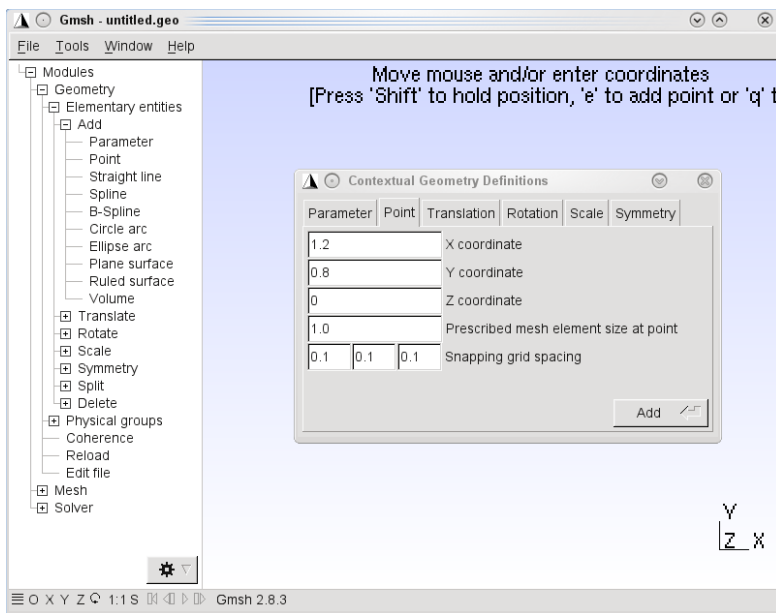 Gmsh - untitled.geo
File Tools Window Help
Modules
Geometry
Elementary entities
Add
Parameter
Point
Straight line
Spline
B-Spline
Circle arc
Ellipse arc
Plane surface
Ruled surface
Volume
Translate
Rotate
Scale
Symmetry
Split
Delete
Physical groups
Coherence
Reload
Edit file
Mesh
Solver
Move mouse and/or enter coordinates
[Press 'Shift' to hold position, 'e' to add point or 'q' t
Contextual Geometry Definitions
Parameter Point Translation Rotation Scale Symmetry
1.2 X coordinate
0.8 Y coordinate
0 Z coordinate
1.0 Prescribed mesh element size at point
0.1 0.1 0.1 Snapping grid spacing
Add
Y
Z X
O X Y Z 1:1 S Gmsh 2.8.3